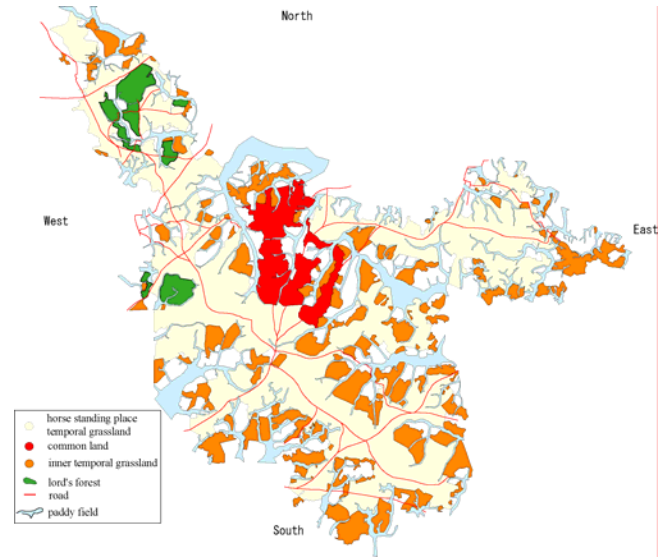 North
West
East
horse standing place
temporal grassland
common land
inner temporal grassland
lord's forest
road
paddy field
South